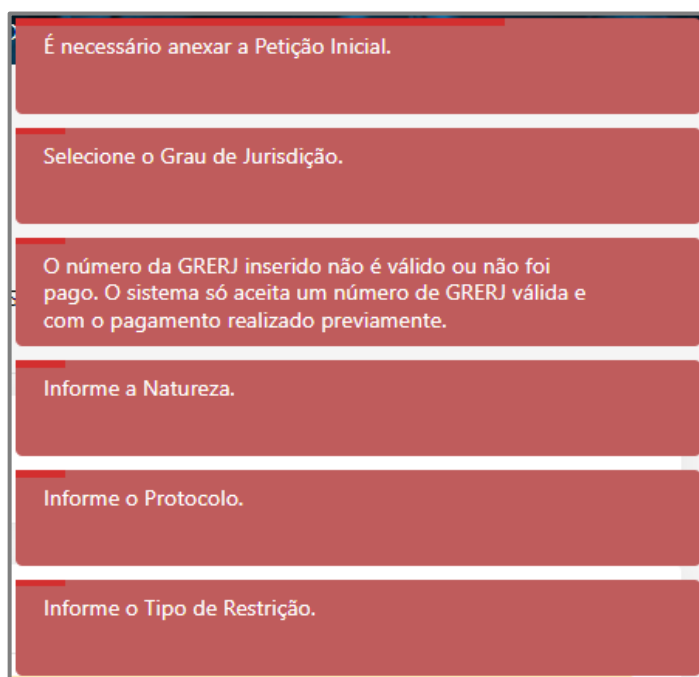 É necessário anexar a Petição Inicial.
Selecione o Grau de Jurisdição.
O número da GRERJ inserido não é válido ou não foi
pago. O sistema só aceita um número de GRERJ válida e
com o pagamento realizado previamente.
Informe a Natureza.
Informe o Protocolo.
Informe o Tipo de Restrição.